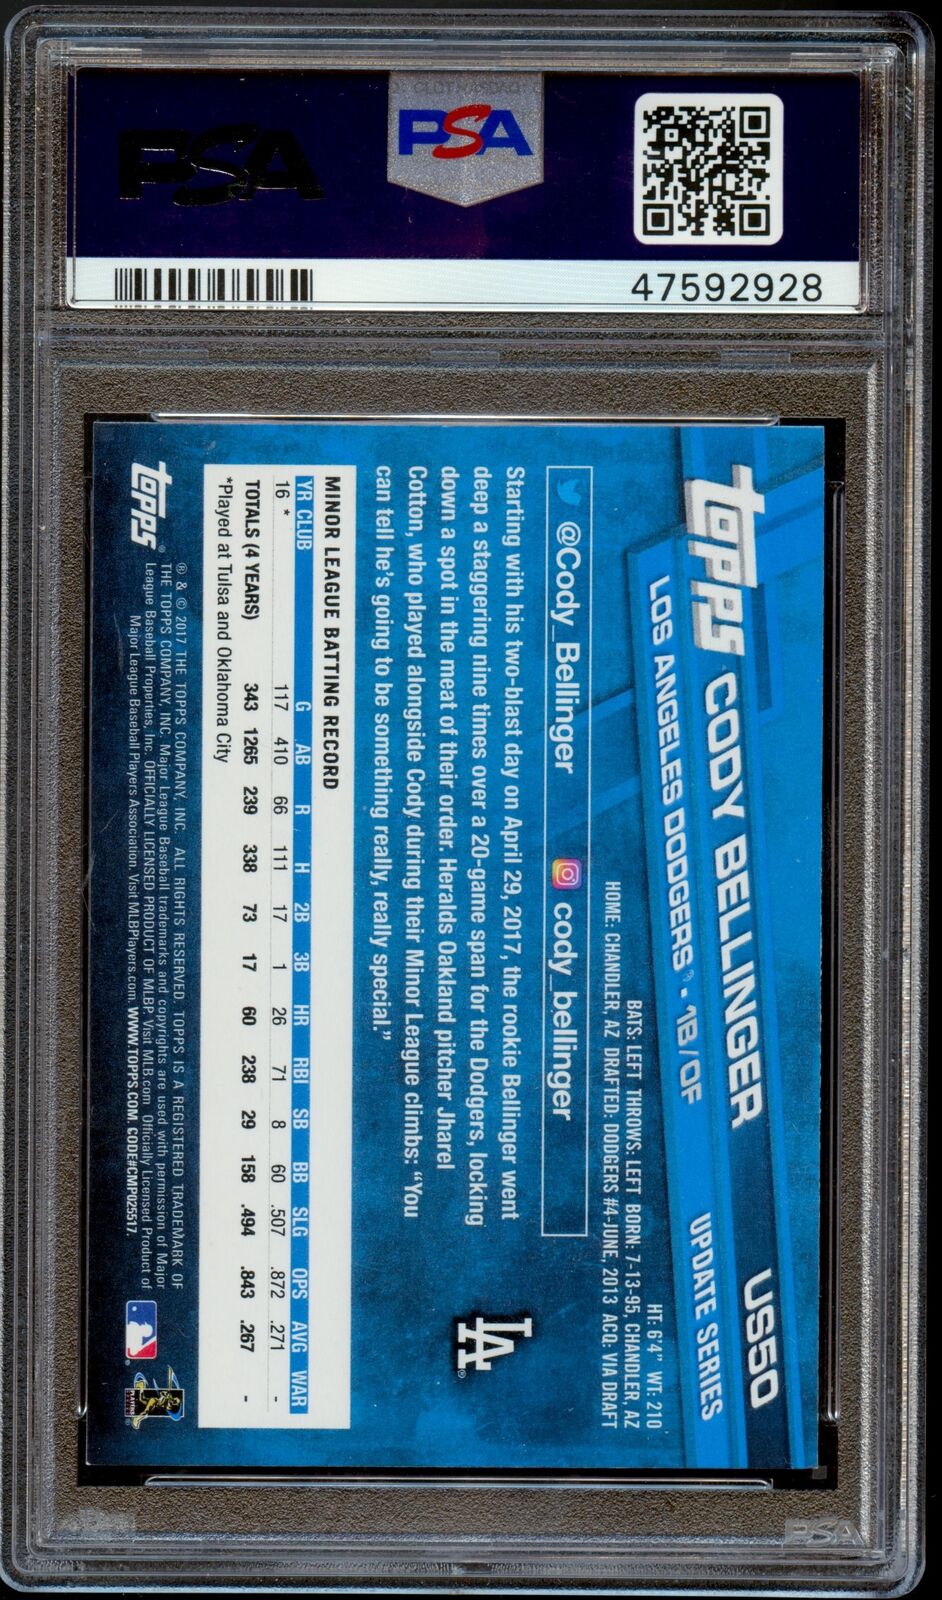 PSA
PSA
47592928
topps CODY BELLINGER US50
LOS ANGELES DODGERS® • 1B/OF UPDATE SERIES
HT: 6'4" WT: 210
BATS: LEFT THROWS: LEFT BORN: 7-13-95, CHANDLER, AZ
HOME: CHANDLER, AZ DRAFTED: DODGERS #4-JUNE, 2013 ACQ: VIA DRAFT
@Cody_Bellinger cody_bellinger
Starting with his two-blast day on April 29, 2017, the rookie Bellinger went
deep a staggering nine times over a 20-game span for the Dodgers, locking
down a spot in the meat of their order. Heralds Oakland pitcher Jharel
Cotton, who played alongside Cody during their Minor League climbs: “You
can tell he’s going to be something really, really special.”
LA®
MINOR LEAGUE BATTING RECORD
YR CLUB G AB R H 2B 3B HR RBI SB BB SLG OPS AVG WAR
16 * 117 410 66 111 17 1 26 71 8 60 .507 .872 .271 -
TOTALS (4 YEARS) 343 1265 239 338 73 17 60 238 29 158 .494 .843 .267 -
*Played at Tulsa and Oklahoma City
topps®
® & © 2017 THE TOPPS COMPANY, INC. ALL RIGHTS RESERVED. TOPPS IS A REGISTERED TRADEMARK OF
THE TOPPS COMPANY, INC. Major League Baseball trademarks and copyrights are used with permission of Major
League Baseball Properties, Inc. OFFICIALLY LICENSED PRODUCT OF MLBP. Visit MLB.com Officially Licensed Product of
Major League Baseball Players Association. Visit MLBPlayers.com. WWW.TOPPS.COM. CODE#CMP025517.
PSA